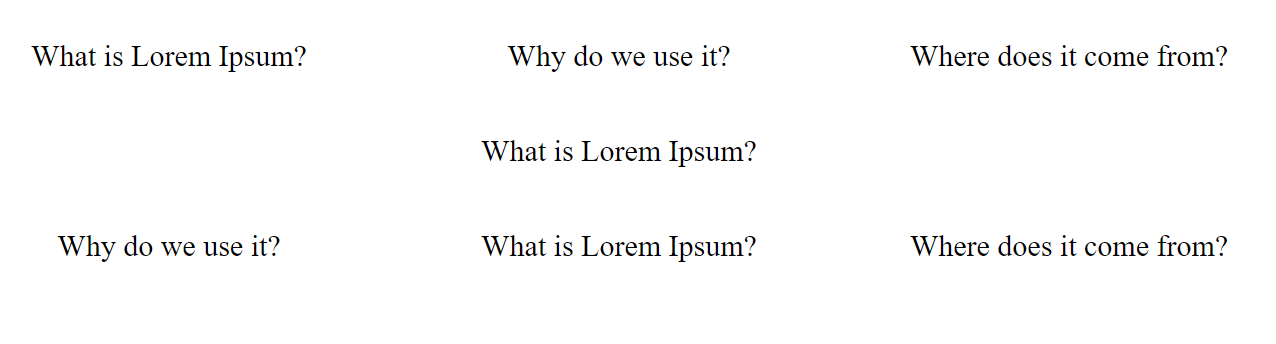 What is Lorem Ipsum? Why do we use it? Where does it come from?
What is Lorem Ipsum?
Why do we use it? What is Lorem Ipsum? Where does it come from?